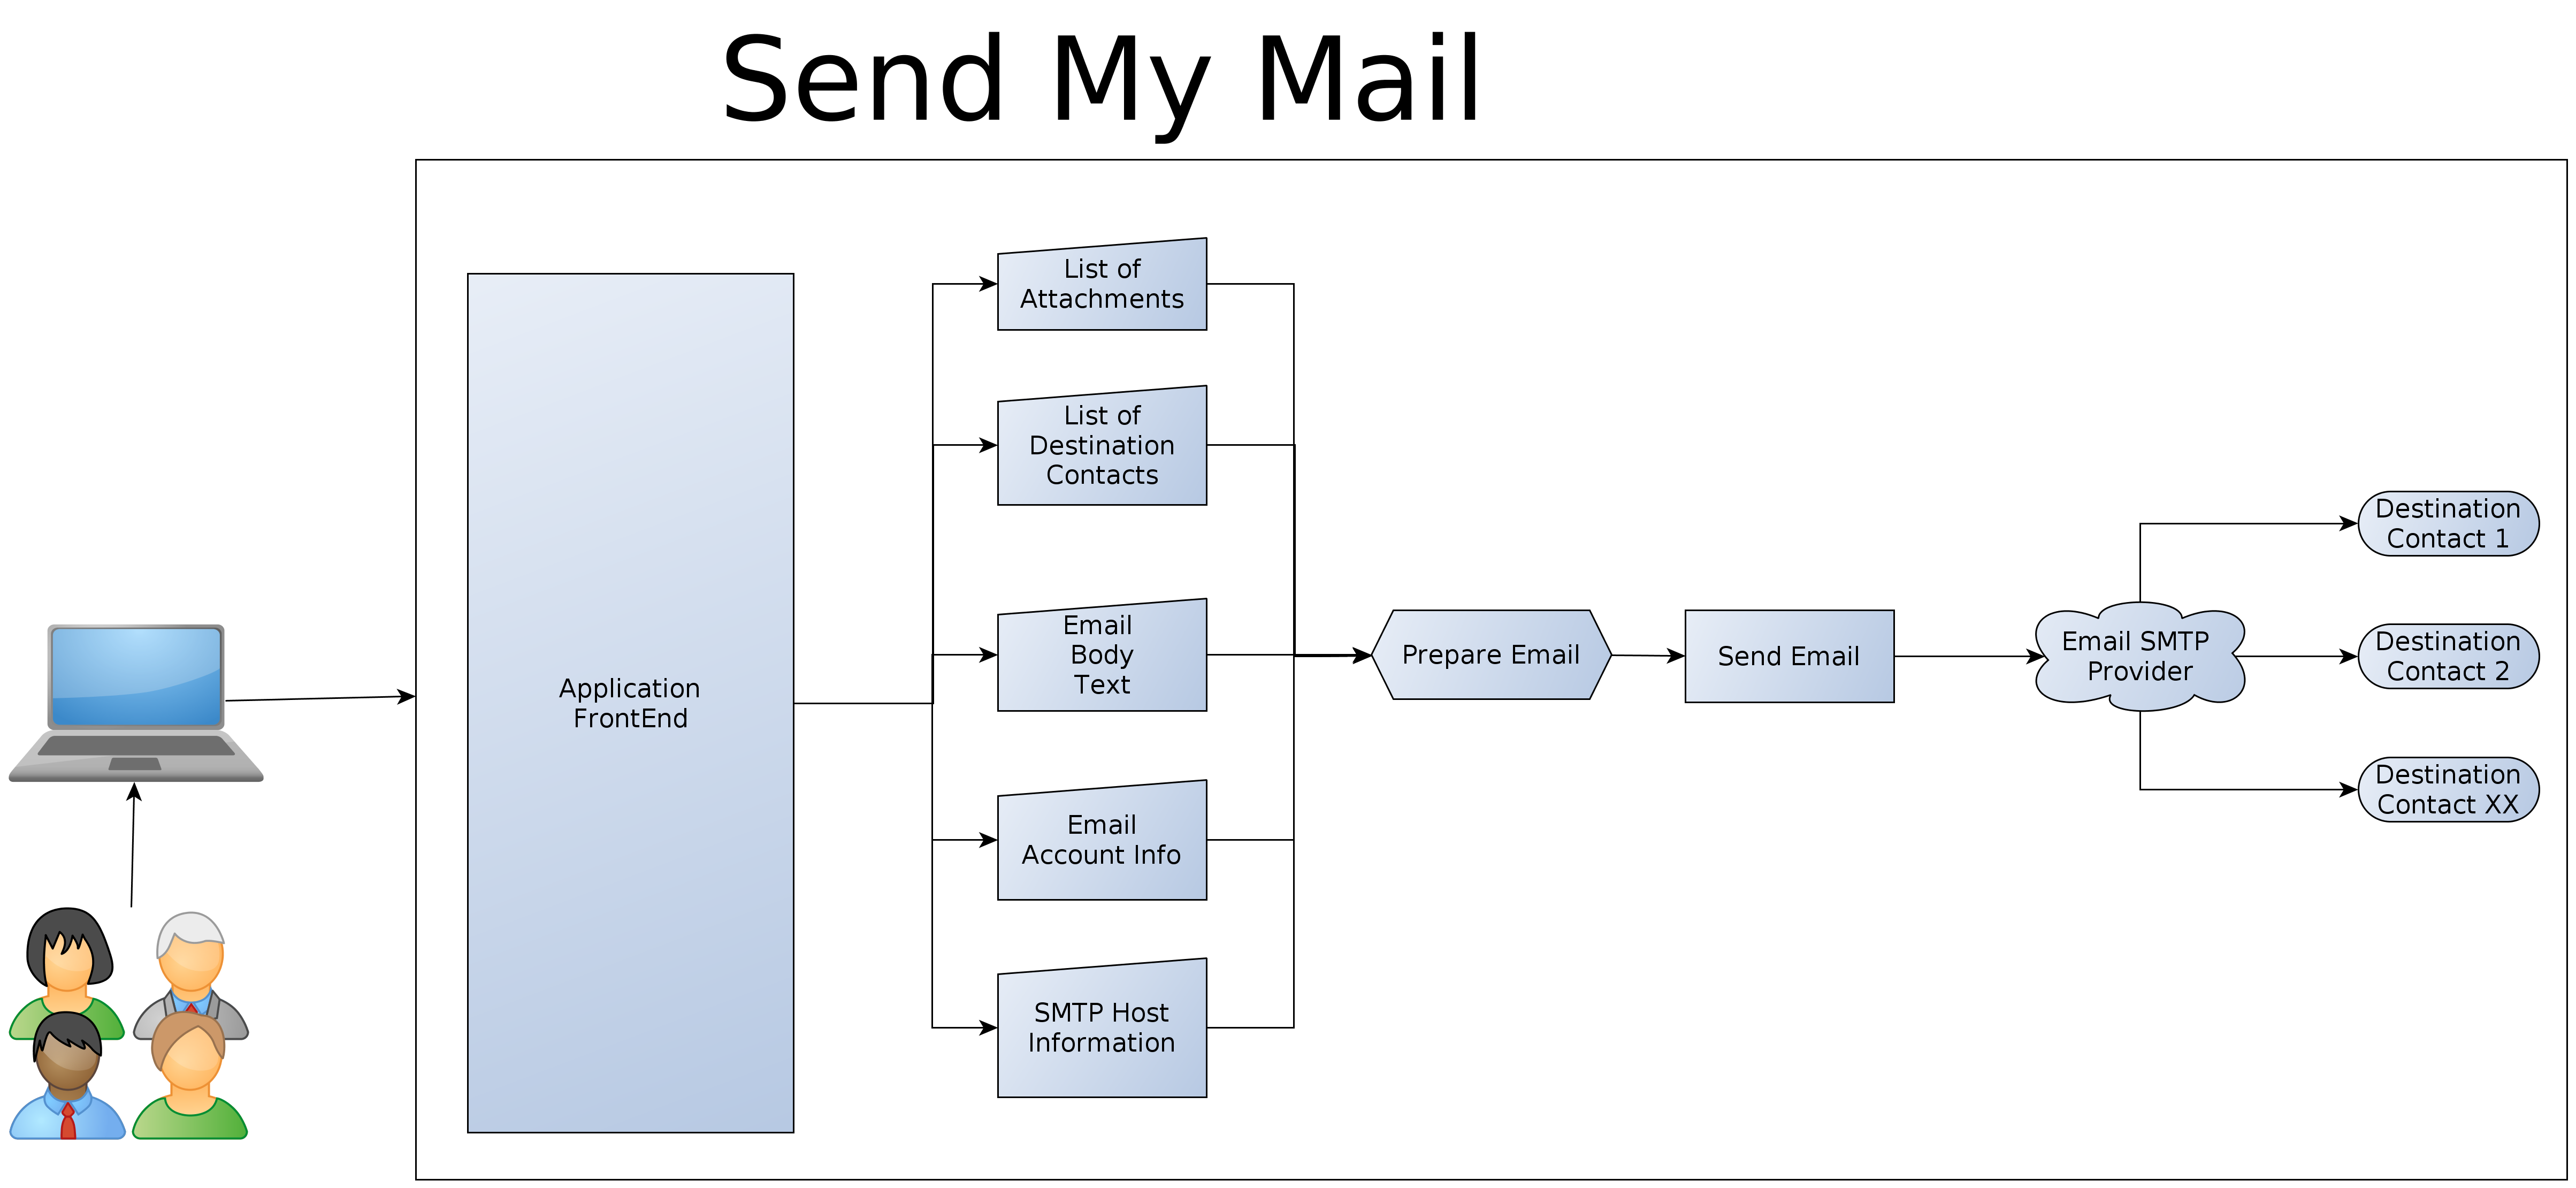 Send My Mail
Application
FrontEnd
List of
Attachments
List of
Destination
Contacts
Email
Body
Text
Email
Account Info
SMTP Host
Information
Prepare Email
Send Email
Email SMTP
Provider
Destination
Contact 1
Destination
Contact 2
Destination
Contact XX